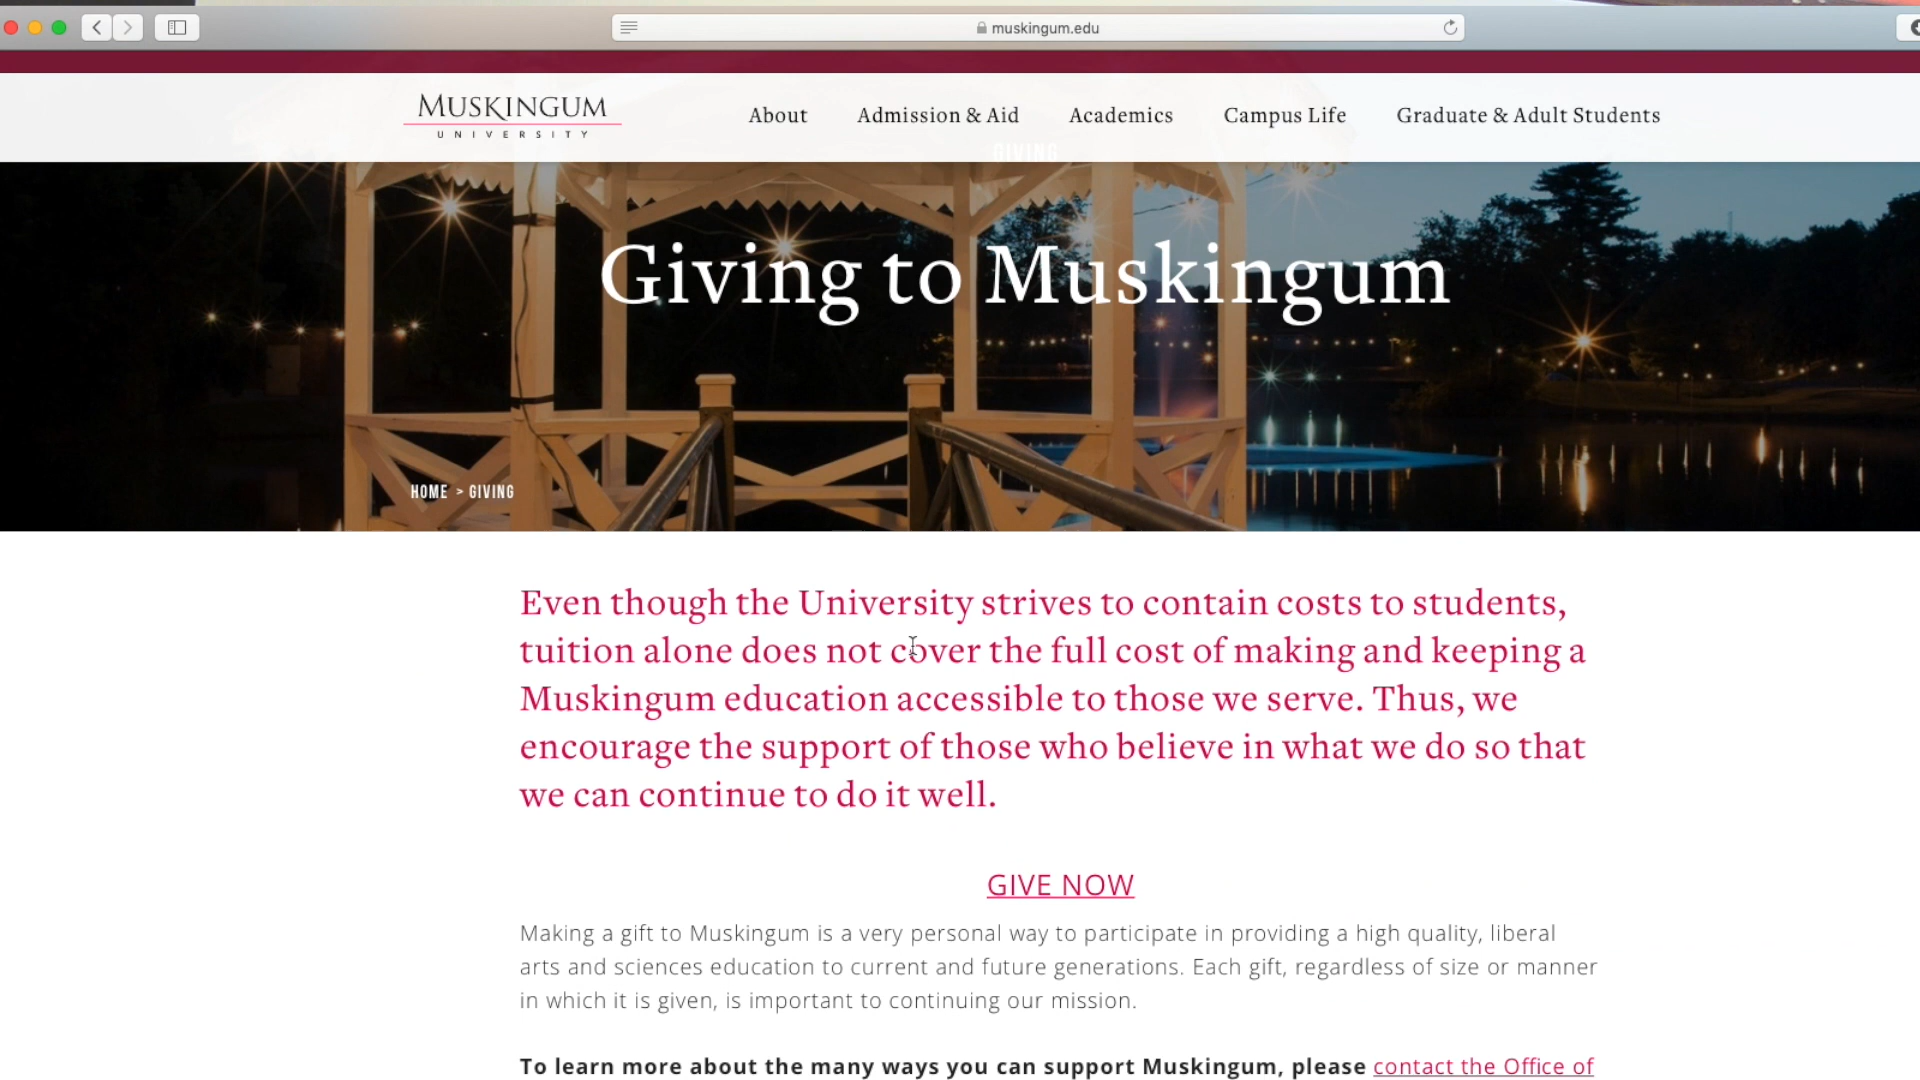 muskingum.edu
MUSKINGUM
UNIVERSITY
About
Admission & Aid
Academics
Campus Life
Graduate & Adult Students
GIVING
Giving to Muskingum
HOME > GIVING
Even though the University strives to contain costs to students,
tuition alone does not cover the full cost of making and keeping a
Muskingum education accessible to those we serve. Thus, we
encourage the support of those who believe in what we do so that
we can continue to do it well.
GIVE NOW
Making a gift to Muskingum is a very personal way to participate in providing a high quality, liberal
arts and sciences education to current and future generations. Each gift, regardless of size or manner
in which it is given, is important to continuing our mission.
To learn more about the many ways you can support Muskingum, please contact the Office of